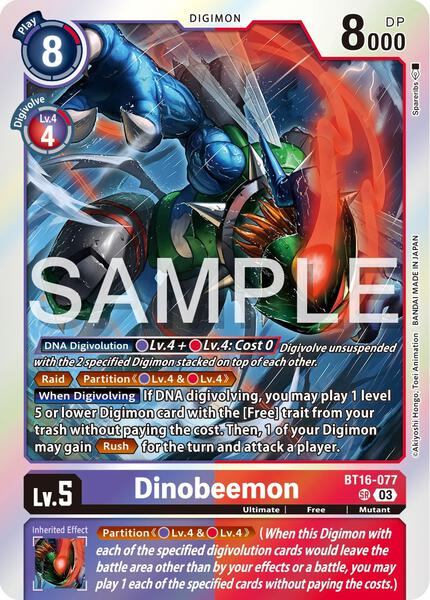 DIGIMON
Play
8
DP
8000
Digivolve
Lv.4
4
Spareribs
©Akiyoshi Hongo, Toei Animation BANDAI MADE IN JAPAN
SAMPLE
DNA Digivolution Lv.4 + Lv.4: Cost 0 Digivolve unsuspended
with the 2 specified Digimon stacked on top of each other.
Raid Partition《Lv.4 & Lv.4》
When Digivolving If DNA digivolving, you may play 1 level
5 or lower Digimon card with the [Free] trait from your
trash without paying the cost. Then, 1 of your Digimon
may gain Rush for the turn and attack a player.
Lv.5
Dinobeemon
BT16-077
SR 03
Ultimate Free Mutant
Inherited Effect
Partition《Lv.4 & Lv.4》 (When this Digimon with
each of the specified digivolution cards would leave the
battle area other than by your effects or a battle, you may
play 1 each of the specified cards without paying the costs.)